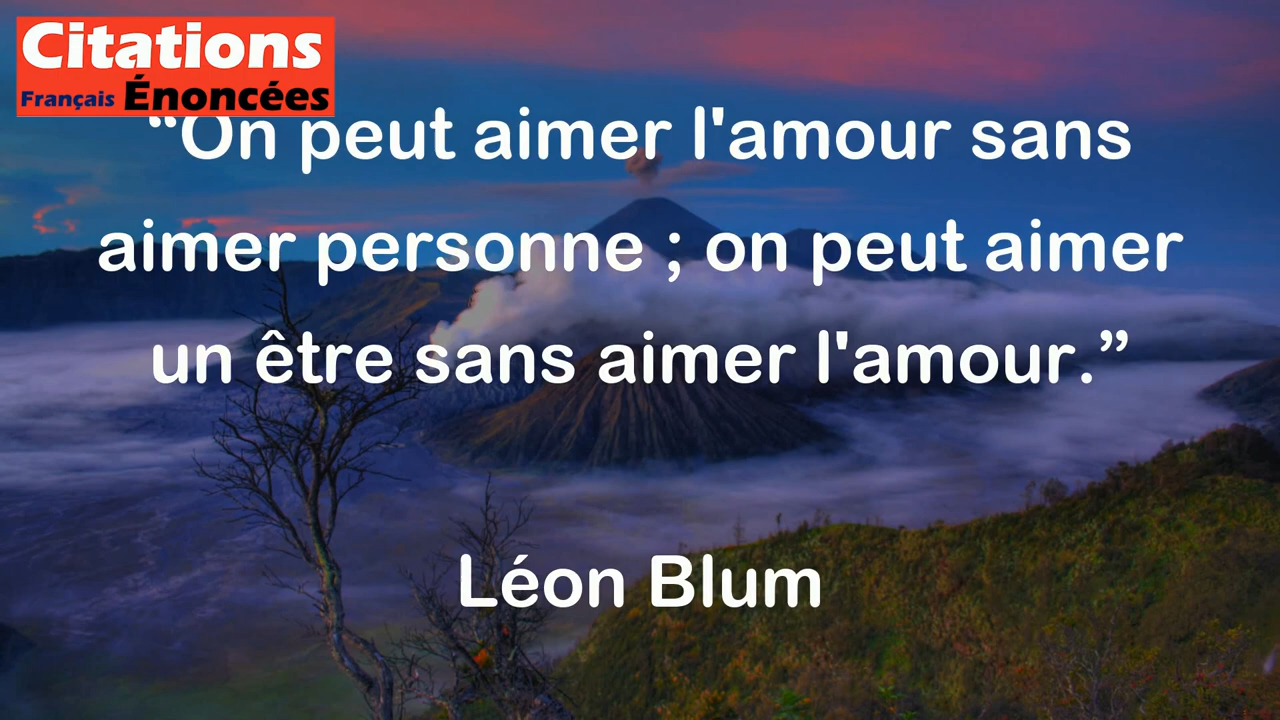 Citations
Français Énoncées
“On peut aimer l'amour sans
aimer personne ; on peut aimer
un être sans aimer l'amour.”
Léon Blum